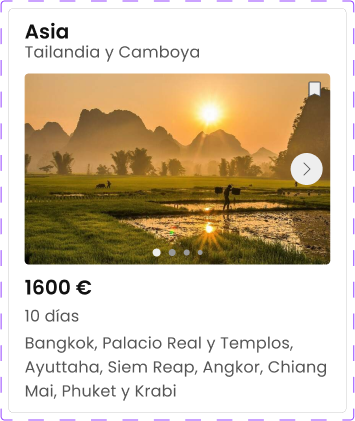 Asia
Tailandia y Camboya
1600 €
10 días
Bangkok, Palacio Real y Templos,
Ayuttaha, Siem Reap, Angkor, Chiang
Mai, Phuket y Krabi